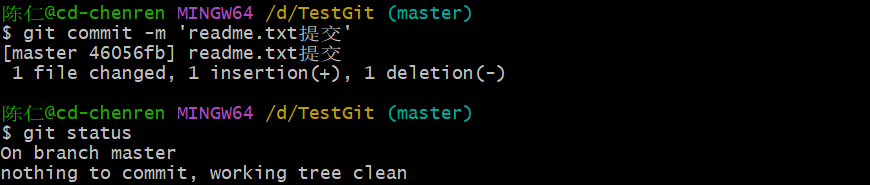 陈仁@cd-chenren MINGW64 /d/TestGit (master)
$ git commit -m 'readme.txt提交'
[master 46056fb] readme.txt提交
 1 file changed, 1 insertion(+), 1 deletion(-)
陈仁@cd-chenren MINGW64 /d/TestGit (master)
$ git status
On branch master
nothing to commit, working tree clean